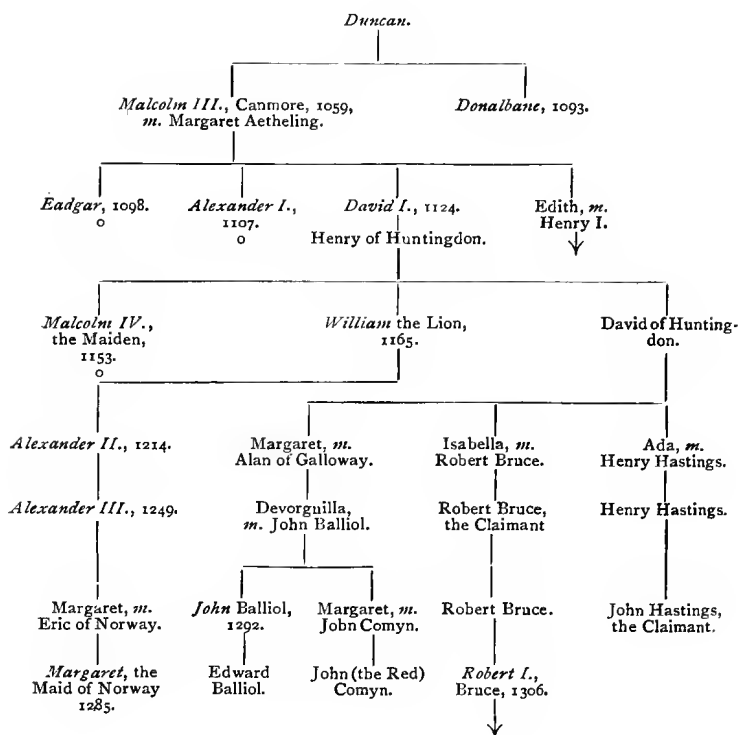 Duncan.
Malcolm III., Canmore, 1059,
m. Margaret Aetheling.
Donalbane, 1093.
Eadgar, 1098.
o
Alexander I.,
1107.
o
David I., 1124.
Henry of Huntingdon.
Edith, m.
Henry I.
Malcolm IV.,
the Maiden,
1153.
o
William the Lion,
1165.
David of Hunting-
don.
Alexander II., 1214.
Margaret, m.
Alan of Galloway.
Isabella, m.
Robert Bruce.
Ada, m.
Henry Hastings.
Alexander III., 1249.
Devorguilla,
m. John Balliol.
Robert Bruce,
the Claimant
Henry Hastings.
Margaret, m.
Eric of Norway.
John Balliol,
1292.
Margaret, m.
John Comyn.
Robert Bruce.
John Hastings,
the Claimant.
Margaret, the
Maid of Norway
1285.
Edward
Balliol.
John (the Red)
Comyn.
Robert I.,
Bruce, 1306.